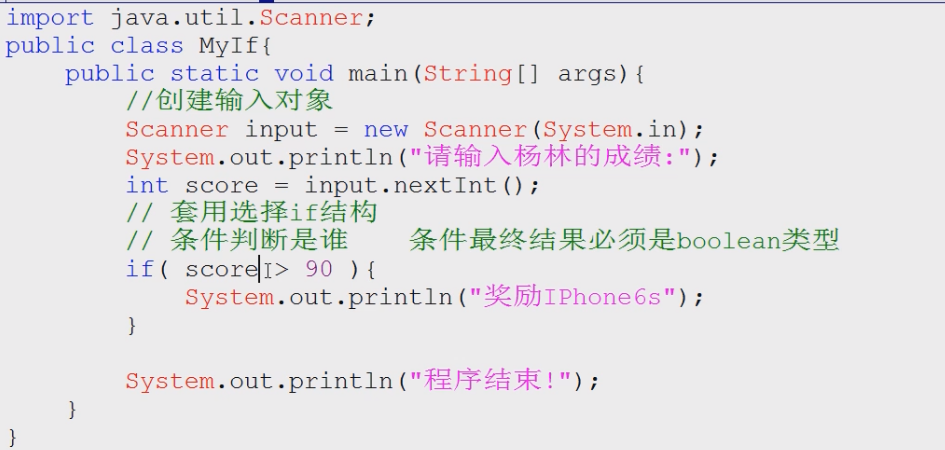 import java.util.Scanner;
public class MyIf{
    public static void main(String[] args){
        //创建输入对象
        Scanner input = new Scanner(System.in);
        System.out.println("请输入杨林的成绩:");
        int score = input.nextInt();
        // 套用选择if结构
        // 条件判断是谁    条件最终结果必须是boolean类型
        if( score > 90 ){
            System.out.println("奖励IPhone6s");
        }
        System.out.println("程序结束!");
    }
}